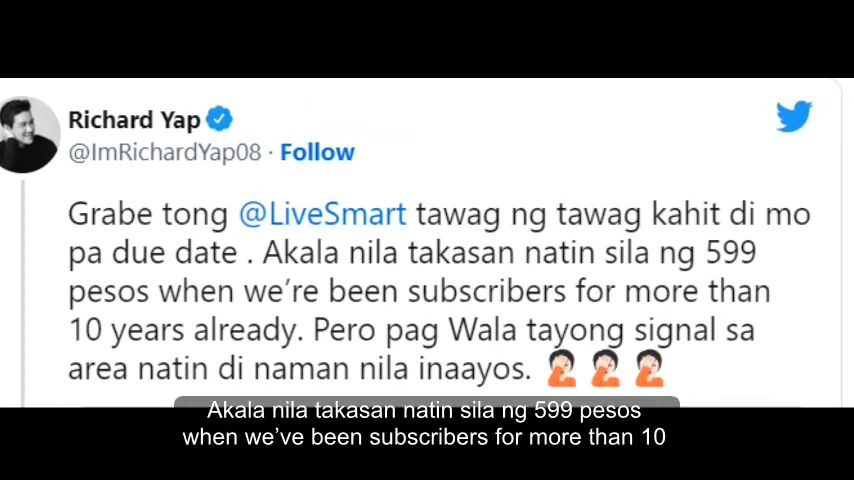 Richard Yap
@ImRichardYap08 · Follow
Grabe tong @LiveSmart tawag ng tawag kahit di mo
pa due date . Akala nila takasan natin sila ng 599
pesos when we're been subscribers for more than
10 years already. Pero pag Wala tayong signal sa
area natin di naman nila inaayos. 🤦🏻🤦🏻🤦🏻
Akala nila takasan natin sila ng 599 pesos
when we've been subscribers for more than 10